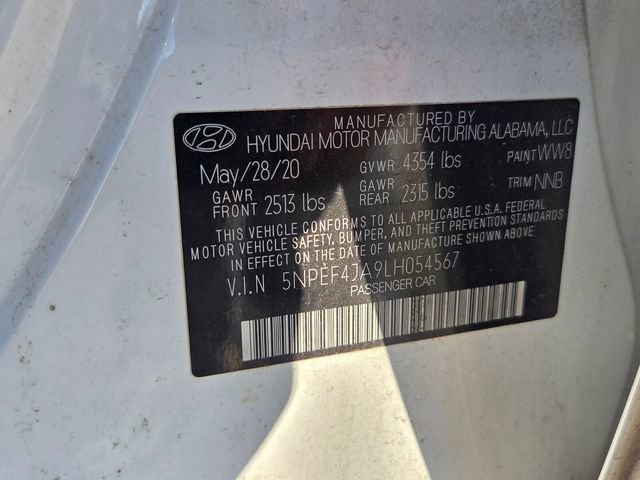 MANUFACTURED BY
HYUNDAI MOTOR MANUFACTURING ALABAMA, LLC
May/28/20 GVWR 4354 lbs PAINT WW8
GAWR FRONT 2513 lbs GAWR REAR 2315 lbs TRIM NNB
THIS VEHICLE CONFORMS TO ALL APPLICABLE U.S.A. FEDERAL
MOTOR VEHICLE SAFETY, BUMPER, AND THEFT PREVENTION STANDARDS
IN EFFECT ON THE DATE OF MANUFACTURE SHOWN ABOVE.
V.I.N 5NPEF4JA9LH054567
PASSENGER CAR